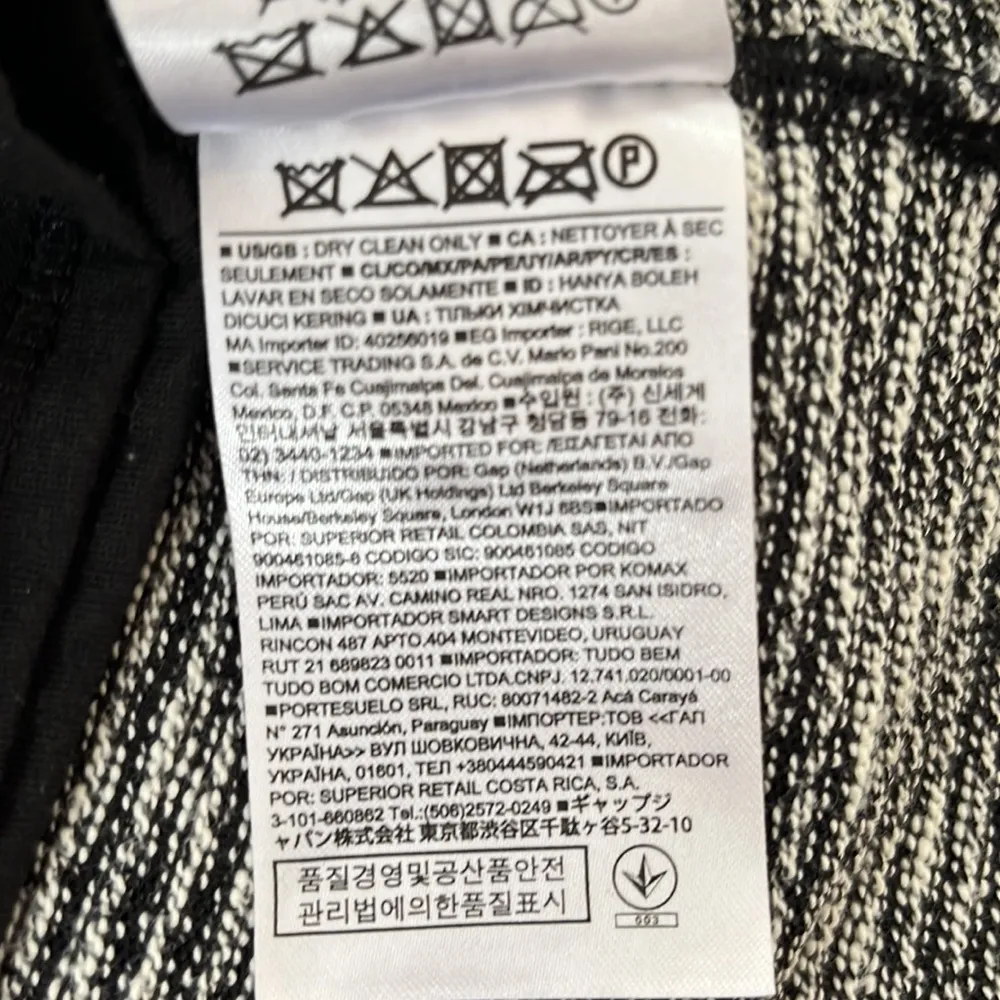 P
■ US/GB : DRY CLEAN ONLY ■ CA : NETTOYER À SEC
SEULEMENT ■ CL/CO/MX/PA/PE/UY/AR/PY/CR/ES :
LAVAR EN SECO SOLAMENTE ■ ID : HANYA BOLEH
DICUCI KERING ■ UA : ТІЛЬКИ ХІМЧИСТКА
MA Importer ID: 40256019 ■EG Importer : RIGE, LLC
■SERVICE TRADING S.A. de C.V. Mario Pani No.200
Col. Santa Fe Cuajimalpa Del. Cuajimalpa de Morelos
Mexico, D.F. C.P. 05348 Mexico ■수입원 : (주) 신세계
인터내셔날 서울특별시 강남구 청담동 79-16 전화:
02) 3440-1234 ■IMPORTED FOR: /ΕΙΣΑΓΕΤΑΙ ΑΠΟ
ΤΗΝ: / DISTRIBUIDO POR: Gap (Netherlands) B.V./Gap
Europe Ltd/Gap (UK Holdings) Ltd Berkeley Square
House/Berkeley Square, London W1J 6BS■IMPORTADO
POR: SUPERIOR RETAIL COLOMBIA SAS, NIT
900461085-6 CODIGO SIC: 900461085 CODIGO
IMPORTADOR: 5520 ■IMPORTADOR POR KOMAX
PERÚ SAC AV. CAMINO REAL NRO. 1274 SAN ISIDRO,
LIMA ■IMPORTADOR SMART DESIGNS S.R.L.
RINCON 487 APTO.404 MONTEVIDEO, URUGUAY
RUT 21 689823 0011 ■IMPORTADOR: TUDO BEM
TUDO BOM COMERCIO LTDA.CNPJ. 12.741.020/0001-00
■PORTESUELO SRL, RUC: 80071482-2 Acá Carayá
N° 271 Asunción, Paraguay ■ІМПОРТЕР:ТОВ <<ГАП
УКРАЇНА>> ВУЛ ШОВКОВИЧНА, 42-44, КИЇВ,
УКРАЇНА, 01601, ТЕЛ +380444590421 ■IMPORTADOR
POR: SUPERIOR RETAIL COSTA RICA, S.A.
3-101-660862 Tel.:(506)2572-0249 ■ギャップジ
ャパン株式会社 東京都渋谷区千駄ヶ谷5-32-10
품질경영및공산품안전
관리법에의한품질표시
003